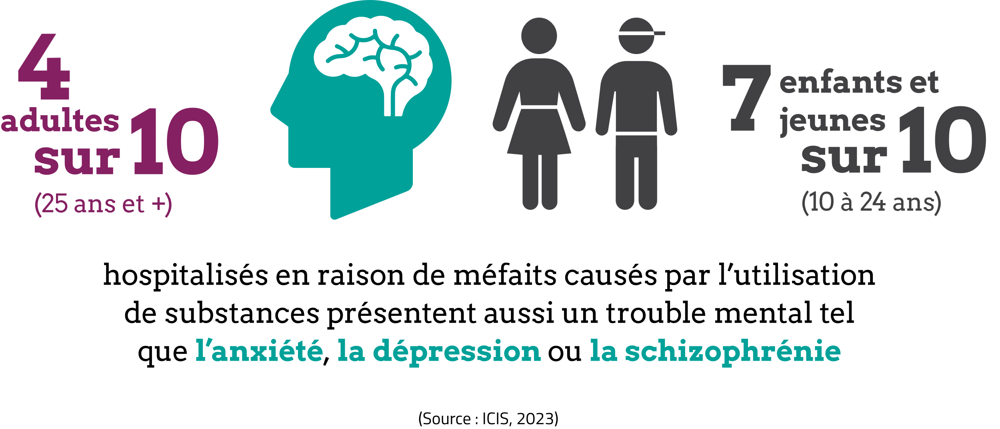 4
adultes
sur 10
(25 ans et +)
7 enfants et
jeunes
sur 10
(10 à 24 ans)
hospitalisés en raison de méfaits causés par l’utilisation
de substances présentent aussi un trouble mental tel
que l’anxiété, la dépression ou la schizophrénie
(Source : ICIS, 2023)